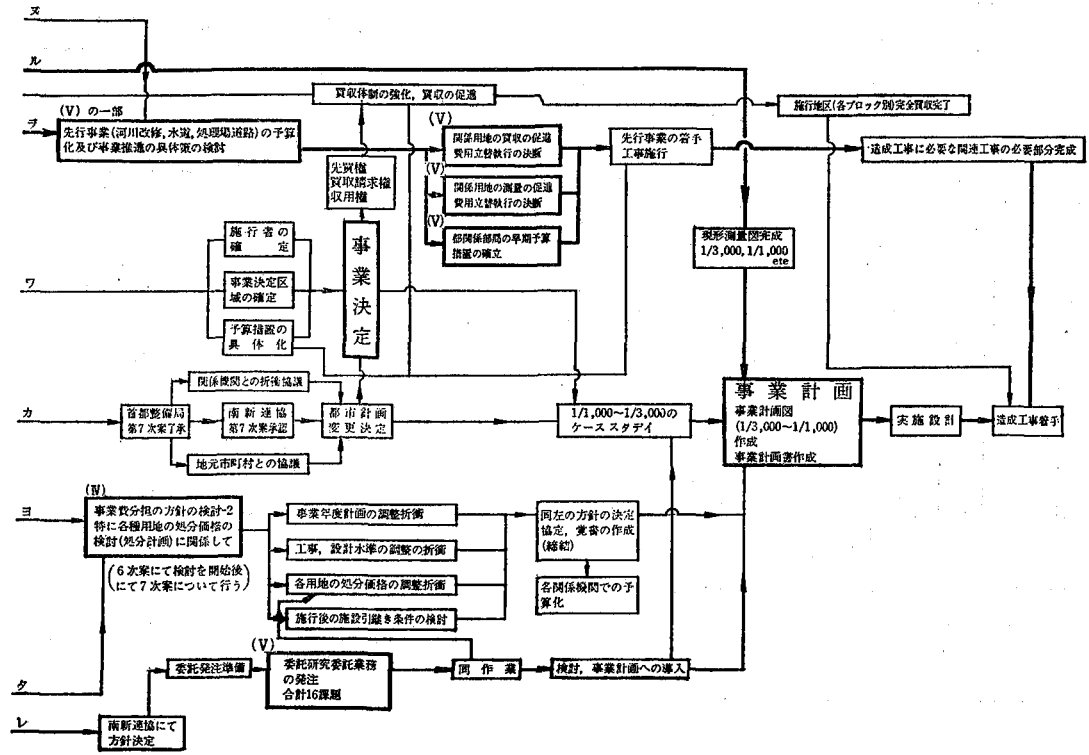 ヌ
ル
買収体制の強化, 買収の促進
施行地区(各ブロック別)完全買収完了
(V) の一部
ヲ
先行事業(河川改修, 水道, 処理場道路)の予算
化及び事業推進の具体策の検討
(V)
関係用地の買収の促進
費用立替執行の決断
先行事業の着手
工事施行
造成工事に必要な関連工事の必要部分完成
先買権
買取請求権
収用権
(V)
関係用地の測量の促進
費用立替執行の決断
(V)
都関係部局の早期予算
措置の確立
施行者の
確定
現形測量図完成
1/3,000, 1/1,000
etc
ワ
事業決定区
域の確定
事業決定
予算措置の
具体化
関係機関との折衝協議
カ
首都整備局
第7次案了承
南新連協
第7次案承認
都市計画
変更決定
1/1,000~1/3,000の
ケーススタデイ
事業計画
事業計画図
(1/3,000~1/1,000)
作成
事業計画書作成
実施設計
造成工事着手
地元市町村との協議
(Ⅳ)
ヨ
事業費分担の方針の検討-2
特に各種用地の処分価格の
検討(処分計画)に関係して
(6次案にて検討を開始後
にて7次案について行う)
事業年度計画の調整折衝
工事, 設計水準の調整の折衝
各用地の処分価格の調整折衝
施行後の施設引継き条件の検討
同左の方針の決定
協定, 覚書の作成
(締結)
各関係機関での予
算化
(V)
委託発注準備
委託研究委託業務
の発注
合計16課題
同作業
検討, 事業計画への導入
タ
レ
南新連協にて
方針決定